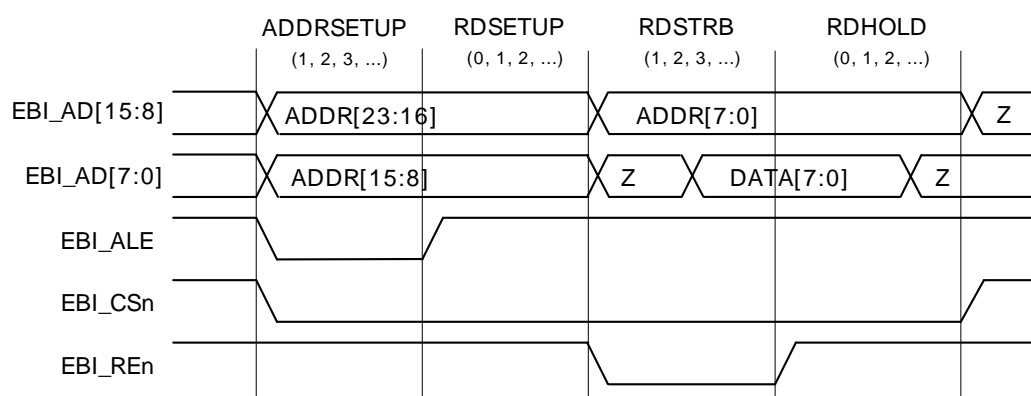 ADDRSETUP RDSETUP RDSTRB RDHOLD
(1, 2, 3, ...) (0, 1, 2, ...) (1, 2, 3, ...) (0, 1, 2, ...)
EBI_AD[15:8] ADDR[23:16] ADDR[7:0] Z
EBI_AD[7:0] ADDR[15:8] Z DATA[7:0] Z
EBI_ALE
EBI_CSn
EBI_REn